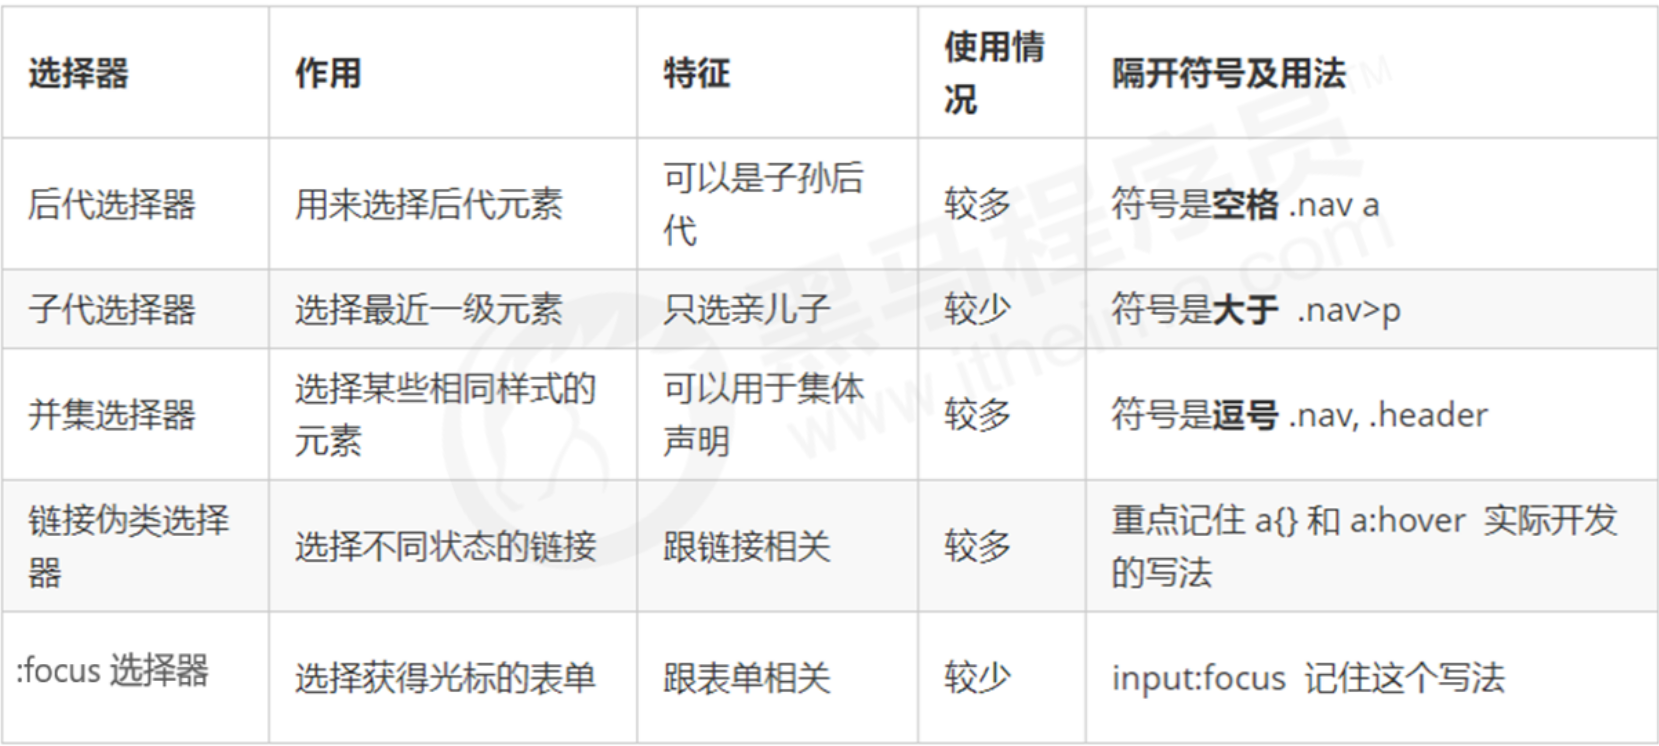 选择器 作用 特征 使用情况 隔开符号及用法
后代选择器 用来选择后代元素 可以是子孙后代 较多 符号是空格 .nav a
子代选择器 选择最近一级元素 只选亲儿子 较少 符号是大于 .nav>p
并集选择器 选择某些相同样式的元素 可以用于集体声明 较多 符号是逗号 .nav, .header
链接伪类选择器 选择不同状态的链接 跟链接相关 较多 重点记住 a{} 和 a:hover 实际开发的写法
:focus 选择器 选择获得光标的表单 跟表单相关 较少 input:focus 记住这个写法
黑马程序员™
www.itheima.com